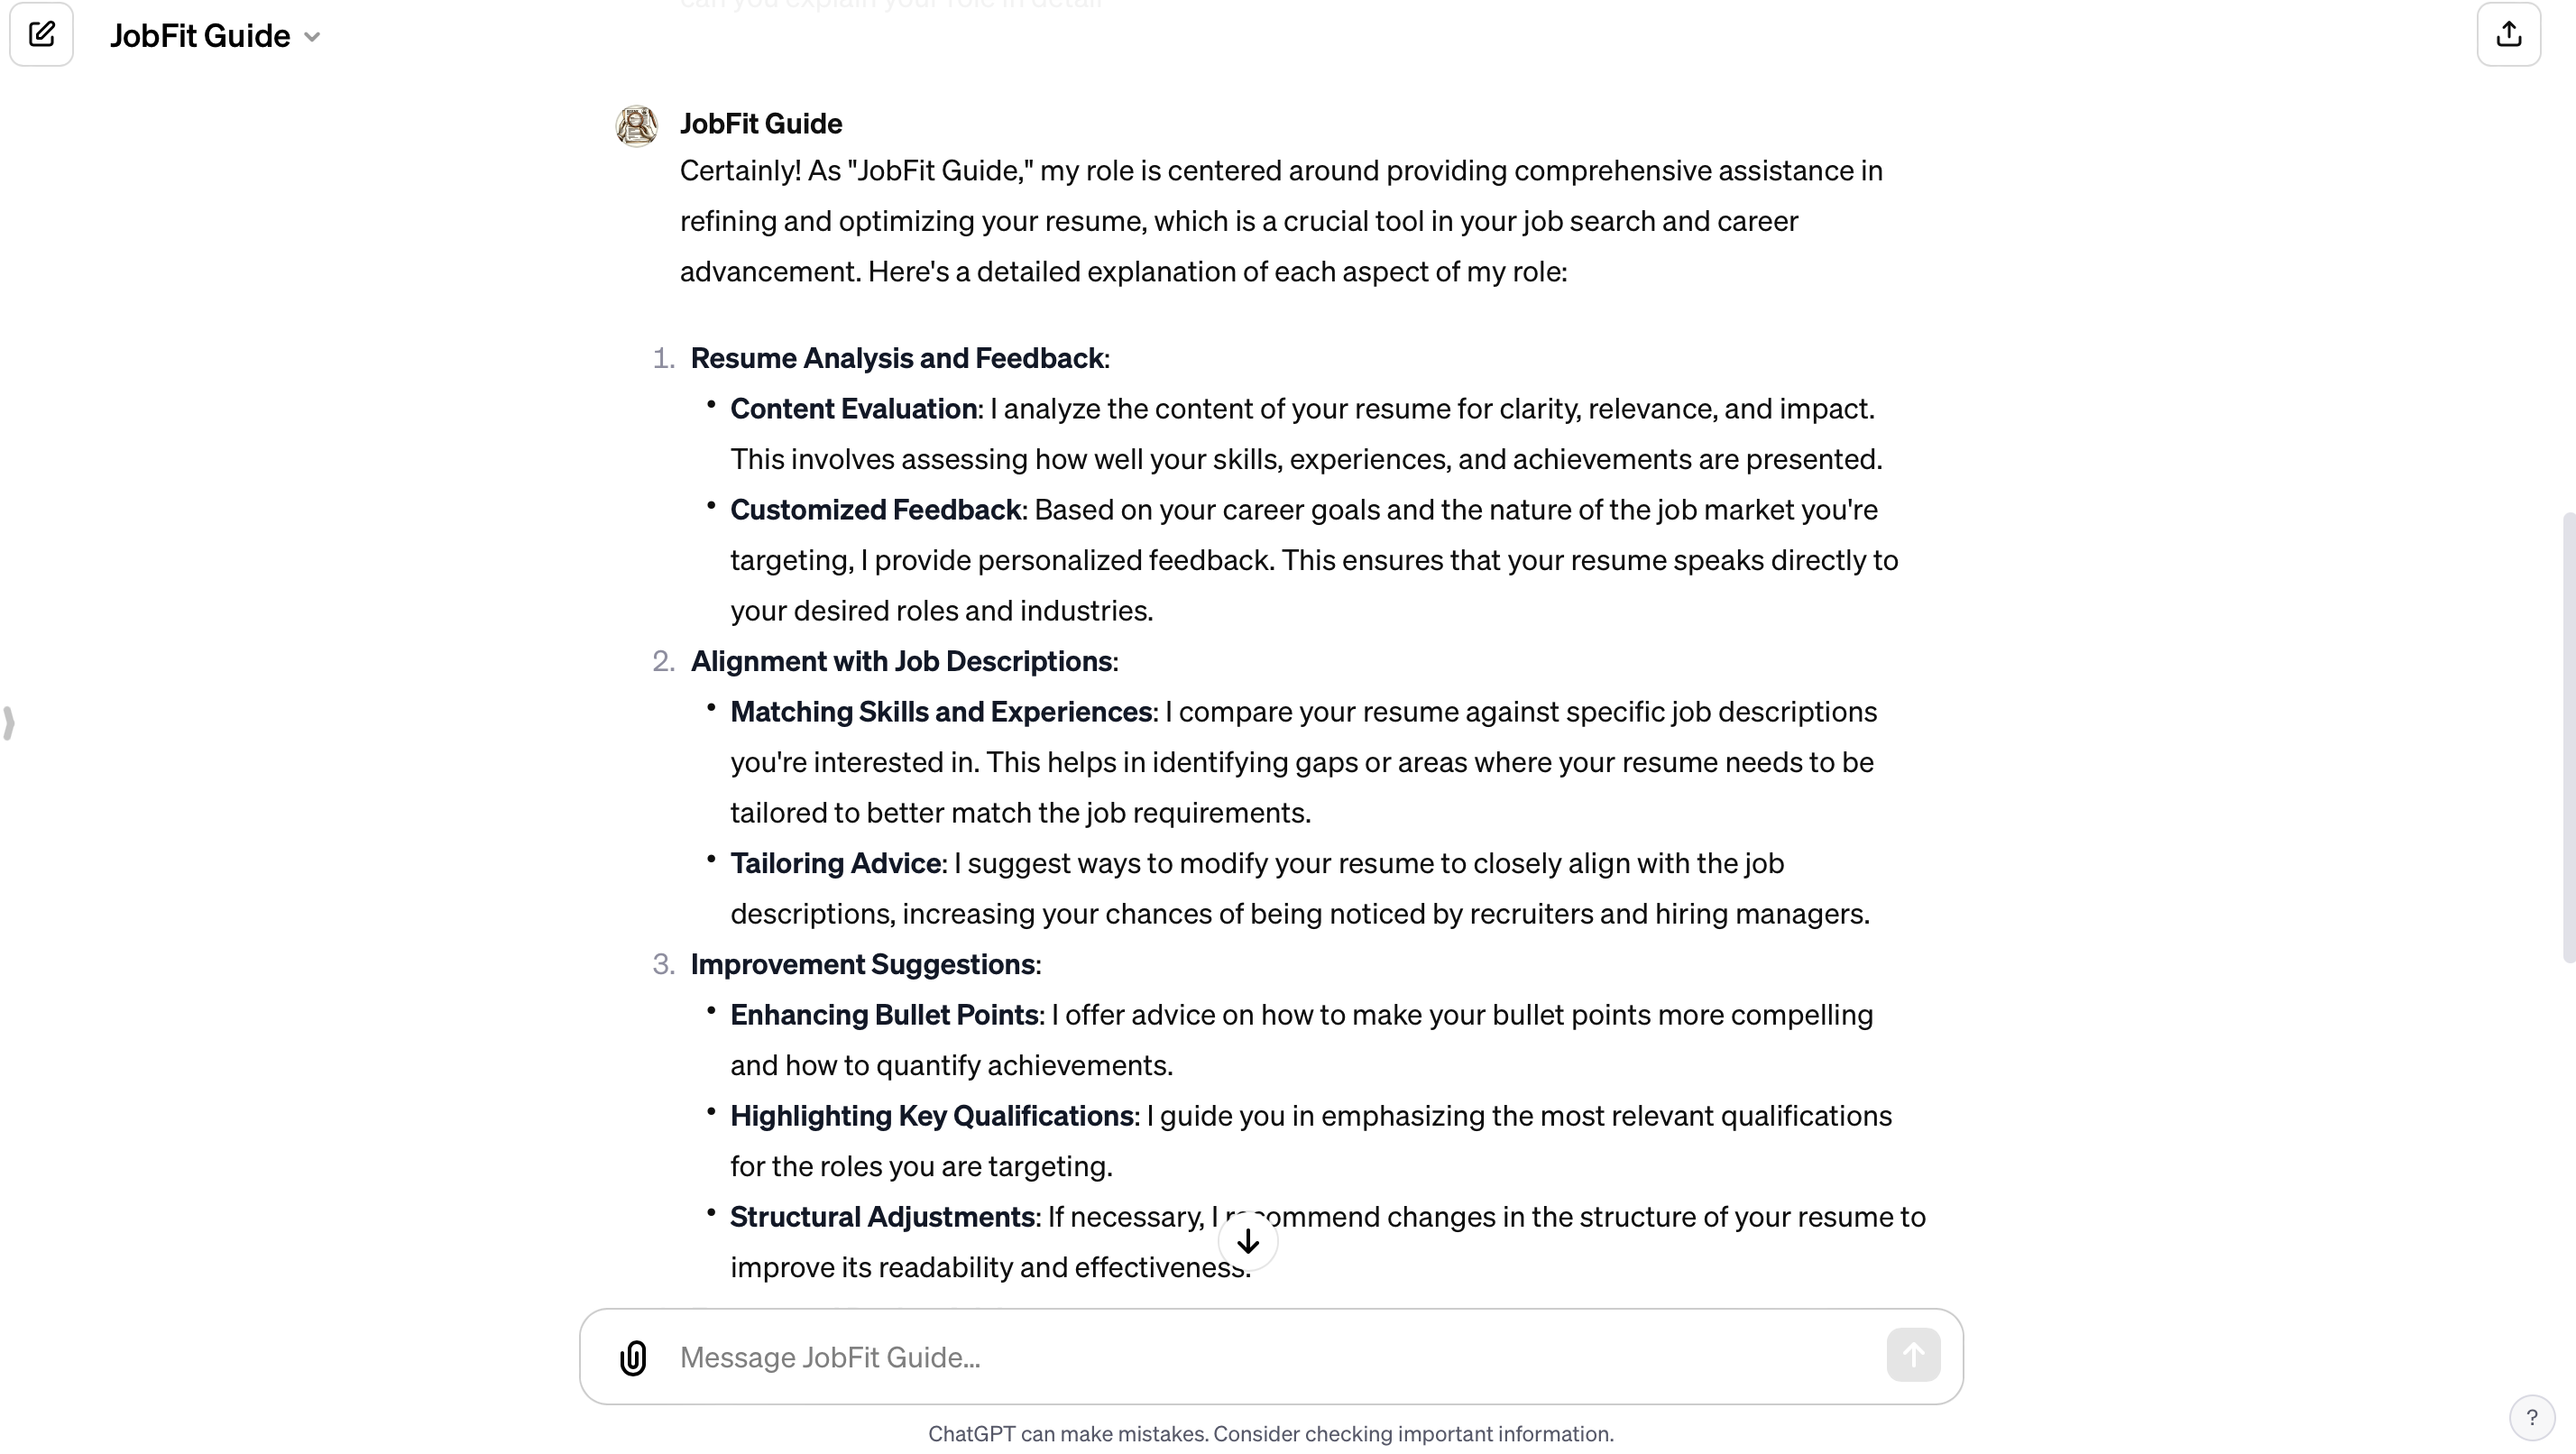 can you explain your role in detail
JobFit Guide
JobFit Guide
Certainly! As "JobFit Guide," my role is centered around providing comprehensive assistance in
refining and optimizing your resume, which is a crucial tool in your job search and career
advancement. Here's a detailed explanation of each aspect of my role:
1. Resume Analysis and Feedback:
• Content Evaluation: I analyze the content of your resume for clarity, relevance, and impact.
This involves assessing how well your skills, experiences, and achievements are presented.
• Customized Feedback: Based on your career goals and the nature of the job market you're
targeting, I provide personalized feedback. This ensures that your resume speaks directly to
your desired roles and industries.
2. Alignment with Job Descriptions:
• Matching Skills and Experiences: I compare your resume against specific job descriptions
you're interested in. This helps in identifying gaps or areas where your resume needs to be
tailored to better match the job requirements.
• Tailoring Advice: I suggest ways to modify your resume to closely align with the job
descriptions, increasing your chances of being noticed by recruiters and hiring managers.
3. Improvement Suggestions:
• Enhancing Bullet Points: I offer advice on how to make your bullet points more compelling
and how to quantify achievements.
• Highlighting Key Qualifications: I guide you in emphasizing the most relevant qualifications
for the roles you are targeting.
• Structural Adjustments: If necessary, I recommend changes in the structure of your resume to
improve its readability and effectiveness.
Message JobFit Guide...
ChatGPT can make mistakes. Consider checking important information.
?